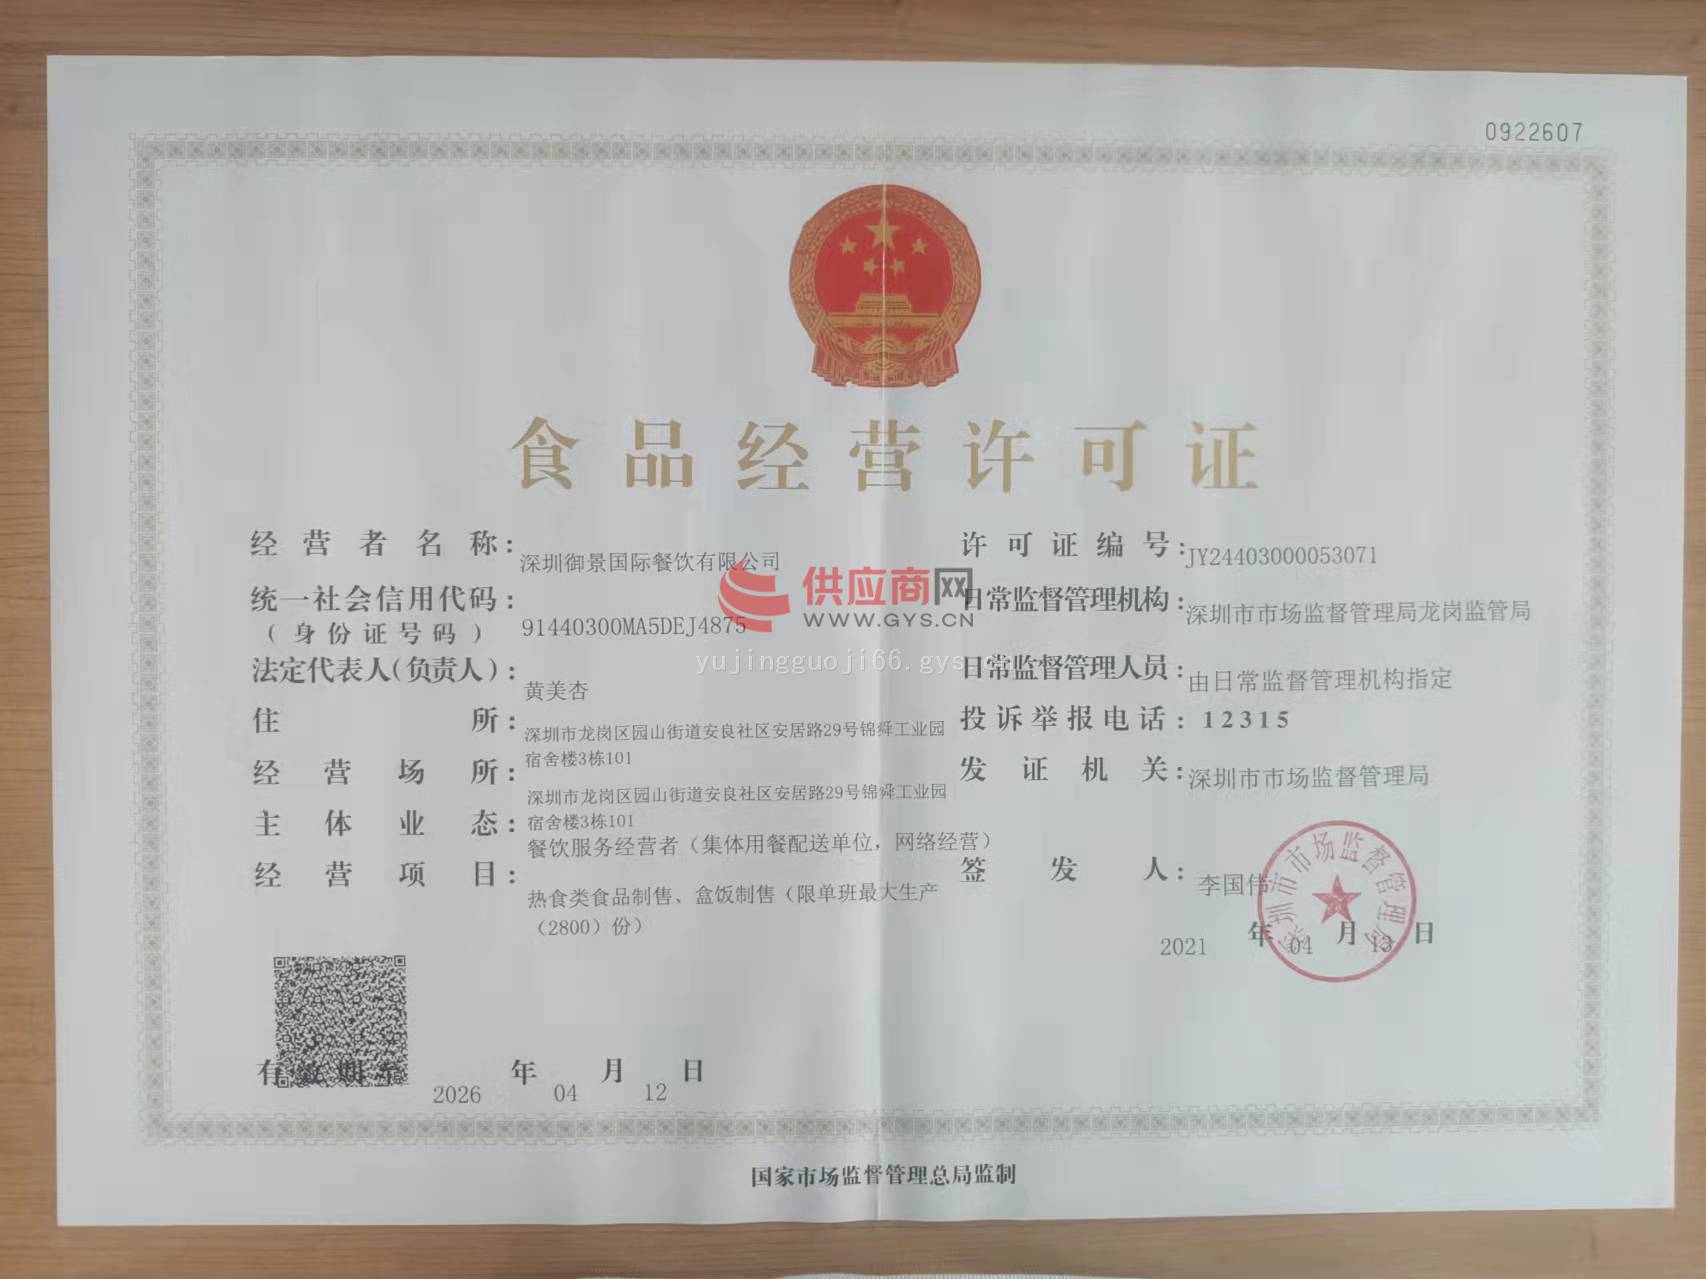 0922607
食品经营许可证
经营者名称：深圳御景国际餐饮有限公司
统一社会信用代码：
（身份证号码）
91440300MA5DEJ4875
法定代表人(负责人)：黄美杏
住所：深圳市龙岗区园山街道安良社区安居路29号锦舜工业园
宿舍楼3栋101
经营场所：深圳市龙岗区园山街道安良社区安居路29号锦舜工业园
宿舍楼3栋101
主体业态：餐饮服务经营者（集体用餐配送单位，网络经营）
经营项目：热食类食品制售、盒饭制售（限单班最大生产
（2800）份）
有效期至 2026 年 04 月 12 日
许可证编号：JY24403000053071
日常监督管理机构：深圳市市场监督管理局龙岗监管局
日常监督管理人员：由日常监督管理机构指定
投诉举报电话：12315
发证机关：深圳市市场监督管理局
签发人：李国伟
2021 年 04 月 13 日
深圳市市场监督管理局
国家市场监督管理总局监制
供应商网
WWW.GYS.CN
yujingguoji66.gys.